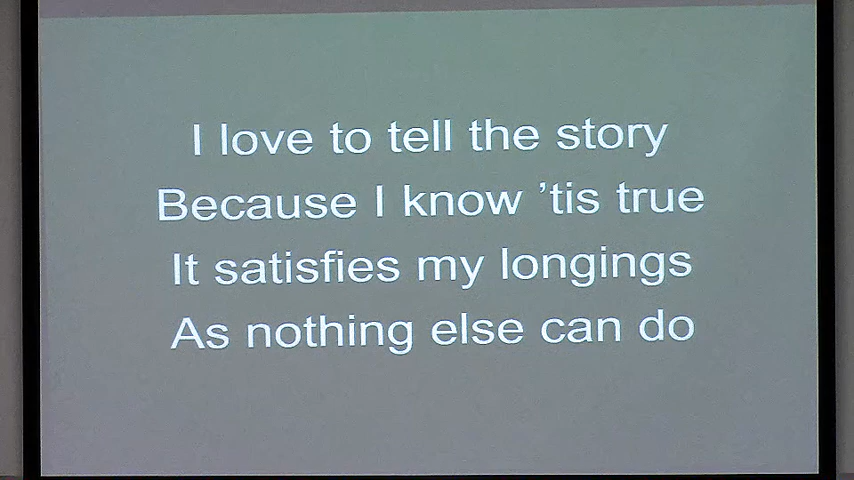 I love to tell the story
Because I know ’tis true
It satisfies my longings
As nothing else can do